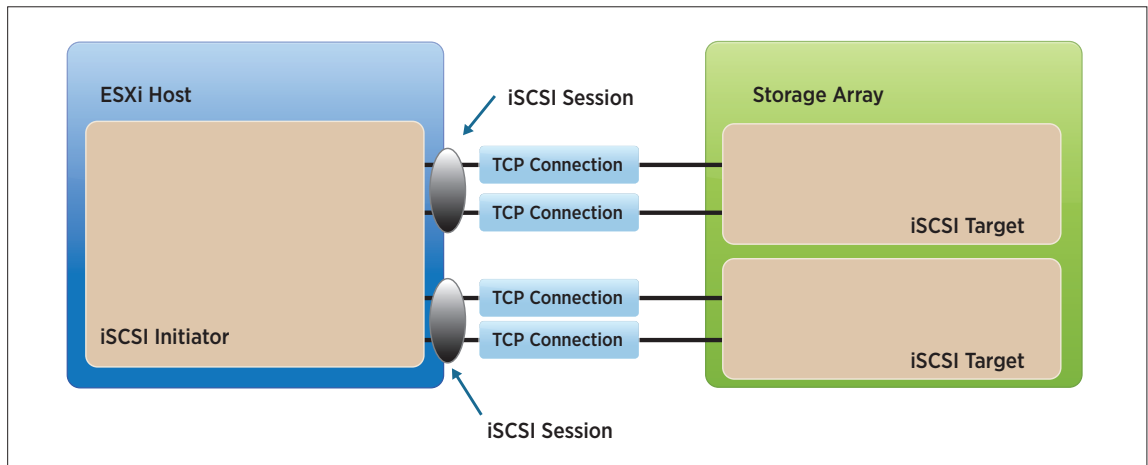 ESXi Host
iSCSI Session
Storage Array
TCP Connection
TCP Connection
iSCSI Target
TCP Connection
iSCSI Initiator
TCP Connection
iSCSI Target
iSCSI Session